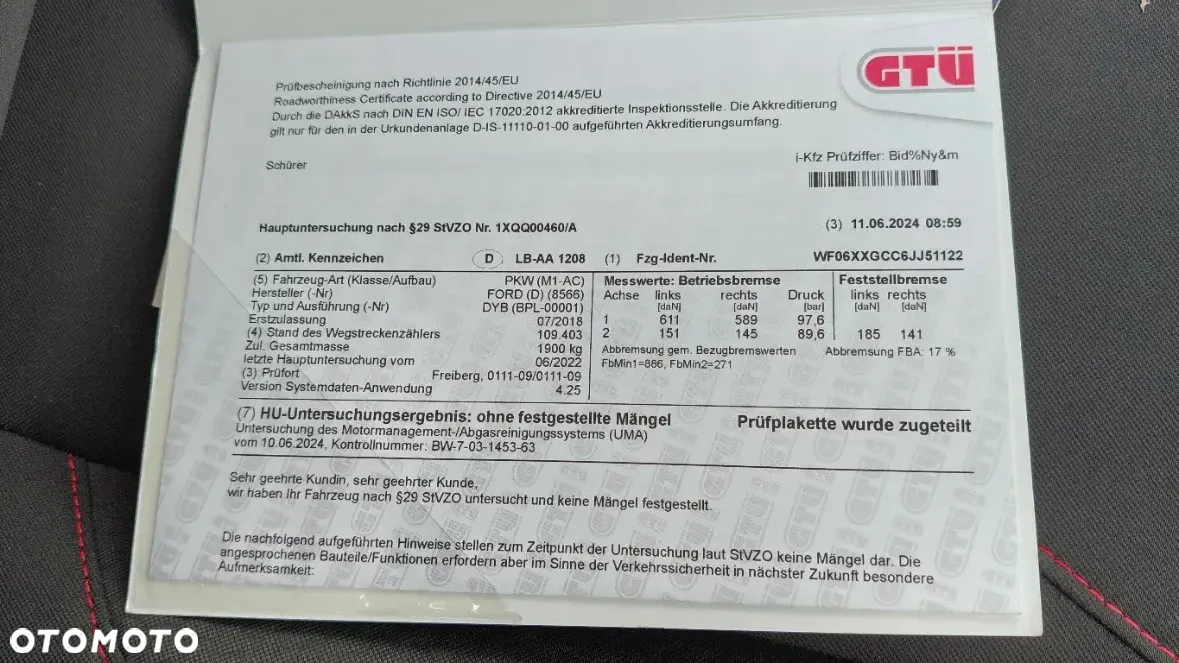 GTÜ
Prüfbescheinigung nach Richtlinie 2014/45/EU
Roadworthiness Certificate according to Directive 2014/45/EU
Durch die DAkkS nach DIN EN ISO/ IEC 17020:2012 akkreditierte Inspektionsstelle. Die Akkreditierung
gilt nur für den in der Urkundenanlage D-IS-11110-01-00 aufgeführten Akkreditierungsumfang.
Schürer
i-Kfz Prüfziffer: Bid%Ny&m
Hauptuntersuchung nach §29 StVZO Nr. 1XQQ00460/A (3) 11.06.2024 08:59
(2) Amtl. Kennzeichen D LB-AA 1208 (1) Fzg-Ident-Nr. WF06XXGCC6JJ51122
(5) Fahrzeug-Art (Klasse/Aufbau) PKW (M1-AC)
Hersteller (-Nr) FORD (D) (8566)
Typ und Ausführung (-Nr) DYB (BPL-00001)
Erstzulassung 07/2018
(4) Stand des Wegstreckenzählers 109.403
Zul. Gesamtmasse 1900 kg
letzte Hauptuntersuchung vom 06/2022
(3) Prüfort Freiberg, 0111-09/0111-09
Version Systemdaten-Anwendung 4.25
Messwerte: Betriebsbremse Feststellbremse
Achse links rechts Druck links rechts
[daN] [daN] [bar] [daN] [daN]
1 611 589 97,6
2 151 145 89,6 185 141
Abbremsung gem. Bezugbremswerten Abbremsung FBA: 17 %
FbMin1=886, FbMin2=271
(7) HU-Untersuchungsergebnis: ohne festgestellte Mängel Prüfplakette wurde zugeteilt
Untersuchung des Motormanagement-/Abgasreinigungssystems (UMA)
vom 10.06.2024, Kontrollnummer: BW-7-03-1453-63
Sehr geehrte Kundin, sehr geehrter Kunde,
wir haben Ihr Fahrzeug nach §29 StVZO untersucht und keine Mängel festgestellt.
Die nachfolgend aufgeführten Hinweise stellen zum Zeitpunkt der Untersuchung laut StVZO keine Mängel dar. Die
angesprochenen Bauteile/Funktionen erfordern aber im Sinne der Verkehrssicherheit in nächster Zukunft besondere
Aufmerksamkeit:
OTOMOTO